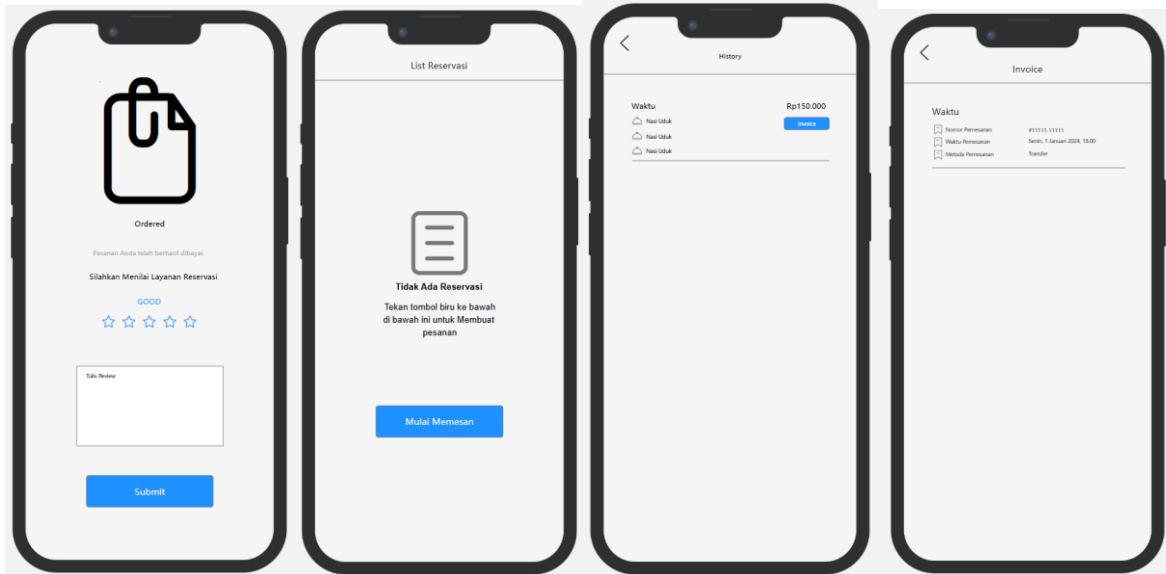 Ordered
Pesanan Anda telah berhasil dibayar.
Silahkan Menilai Layanan Reservasi
GOOD
Tulis Review
Submit
List Reservasi
Tidak Ada Reservasi
Tekan tombol biru ke bawah
di bawah ini untuk Membuat
pesanan
Mulai Memesan
History
Waktu
Rp150.000
Nasi Uduk
Invoice
Nasi Uduk
Nasi Uduk
Invoice
Waktu
Nomor Pemesanan #11111-11111
Waktu Pemesanan Senin, 1 Januari 2024, 16.00
Metode Pemesanan Transfer